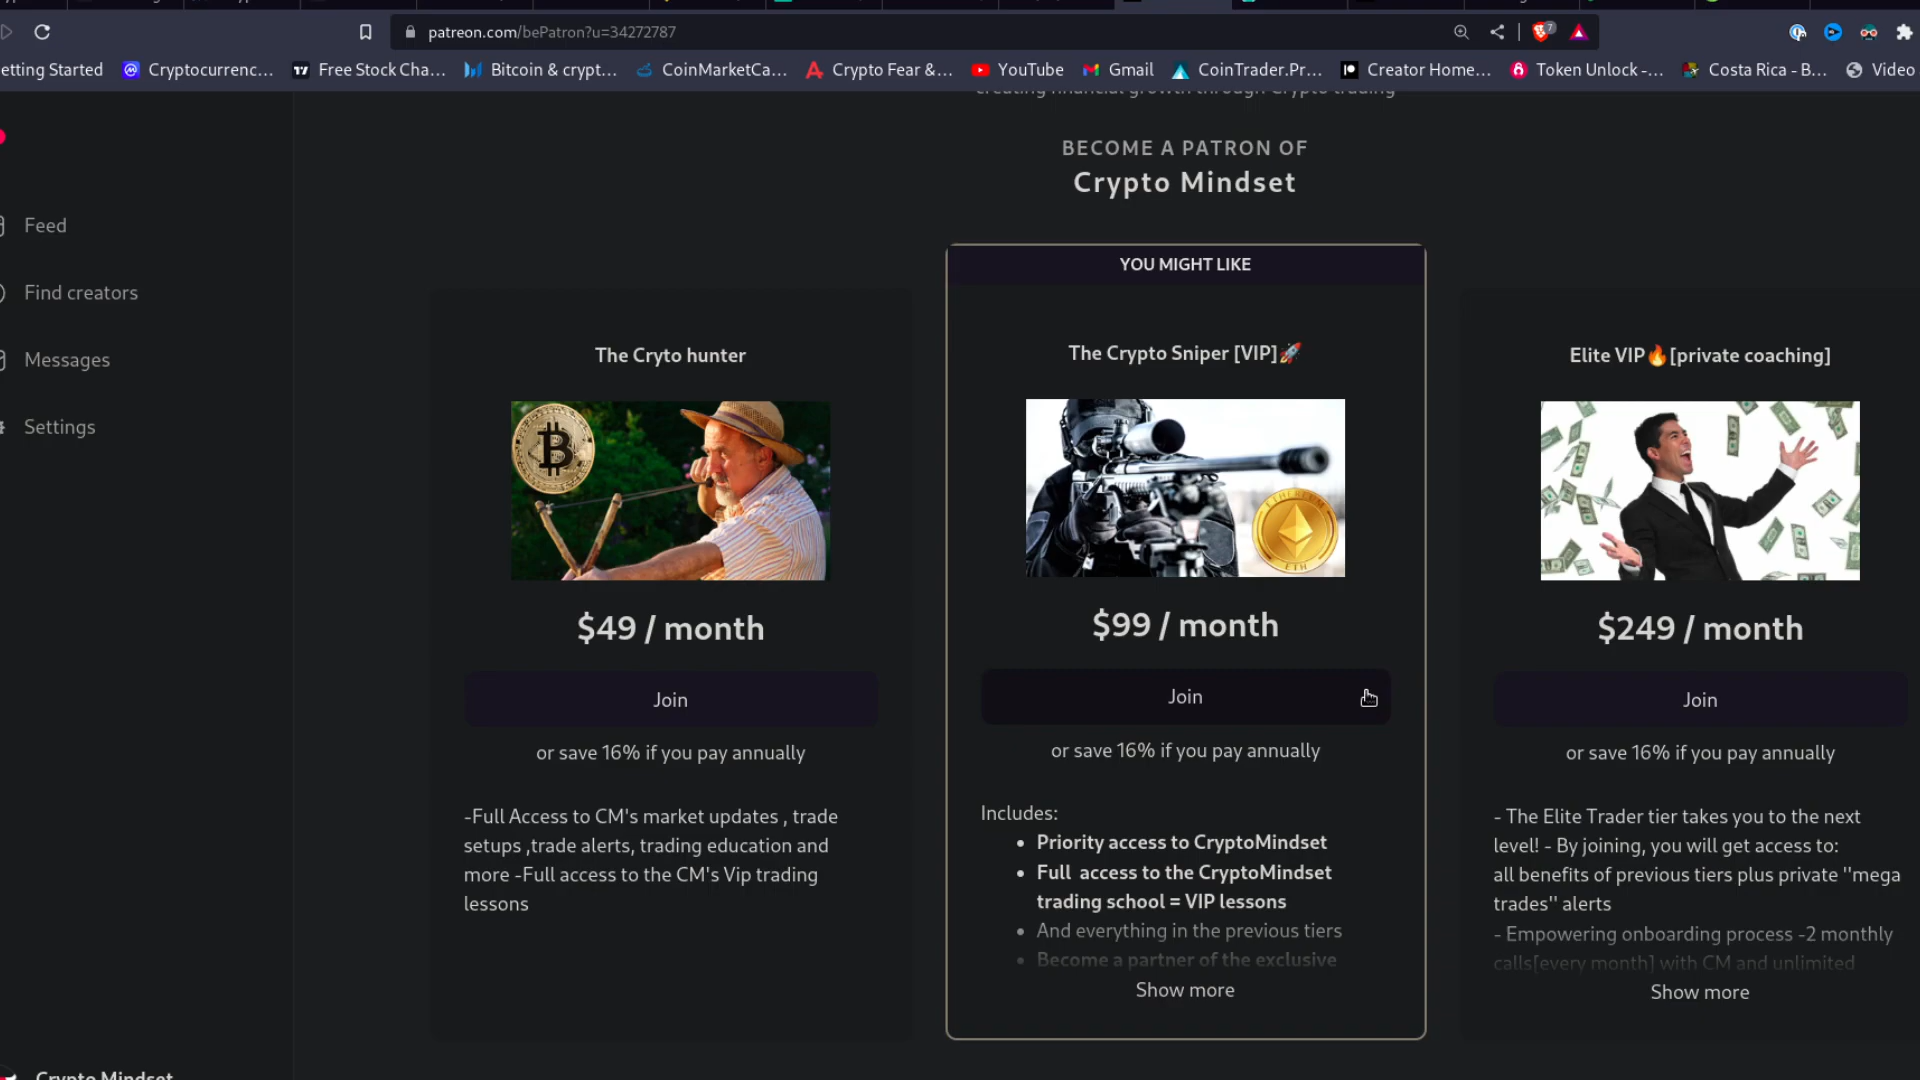 patreon.com/bePatron?u=34272787
7
etting Started
Cryptocurrenc...
Free Stock Cha...
Bitcoin & crypt...
CoinMarketCa...
Crypto Fear &...
YouTube
Gmail
CoinTrader.Pr...
Creator Home...
Token Unlock -...
Costa Rica - B...
Video
creating financial growth through Crypto trading
BECOME A PATRON OF
Crypto Mindset
Feed
Find creators
Messages
Settings
Crypto Mindset
The Cryto hunter
$49 / month
Join
or save 16% if you pay annually
-Full Access to CM's market updates , trade
setups ,trade alerts, trading education and
more -Full access to the CM's Vip trading
lessons
YOU MIGHT LIKE
The Crypto Sniper [VIP]🚀
ETHEREUM
ETH
$99 / month
Join
or save 16% if you pay annually
Includes:
• Priority access to CryptoMindset
• Full access to the CryptoMindset
trading school = VIP lessons
• And everything in the previous tiers
• Become a partner of the exclusive
Show more
Elite VIP🔥[private coaching]
$249 / month
Join
or save 16% if you pay annually
- The Elite Trader tier takes you to the next
level! - By joining, you will get access to:
all benefits of previous tiers plus private "mega
trades" alerts
- Empowering onboarding process -2 monthly
calls[every month] with CM and unlimited
Show more